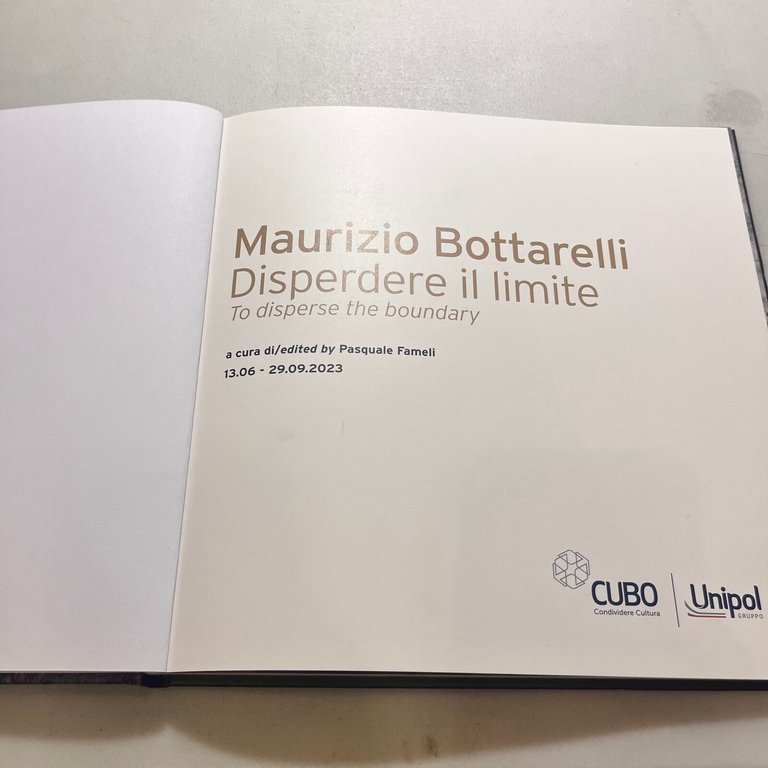 Maurizio Bottarelli
Disperdere il limite
To disperse the boundary
a cura di/edited by Pasquale Fameli
13.06 - 29.09.2023
CUBO
Condividere Cultura
Unipol
GRUPPO